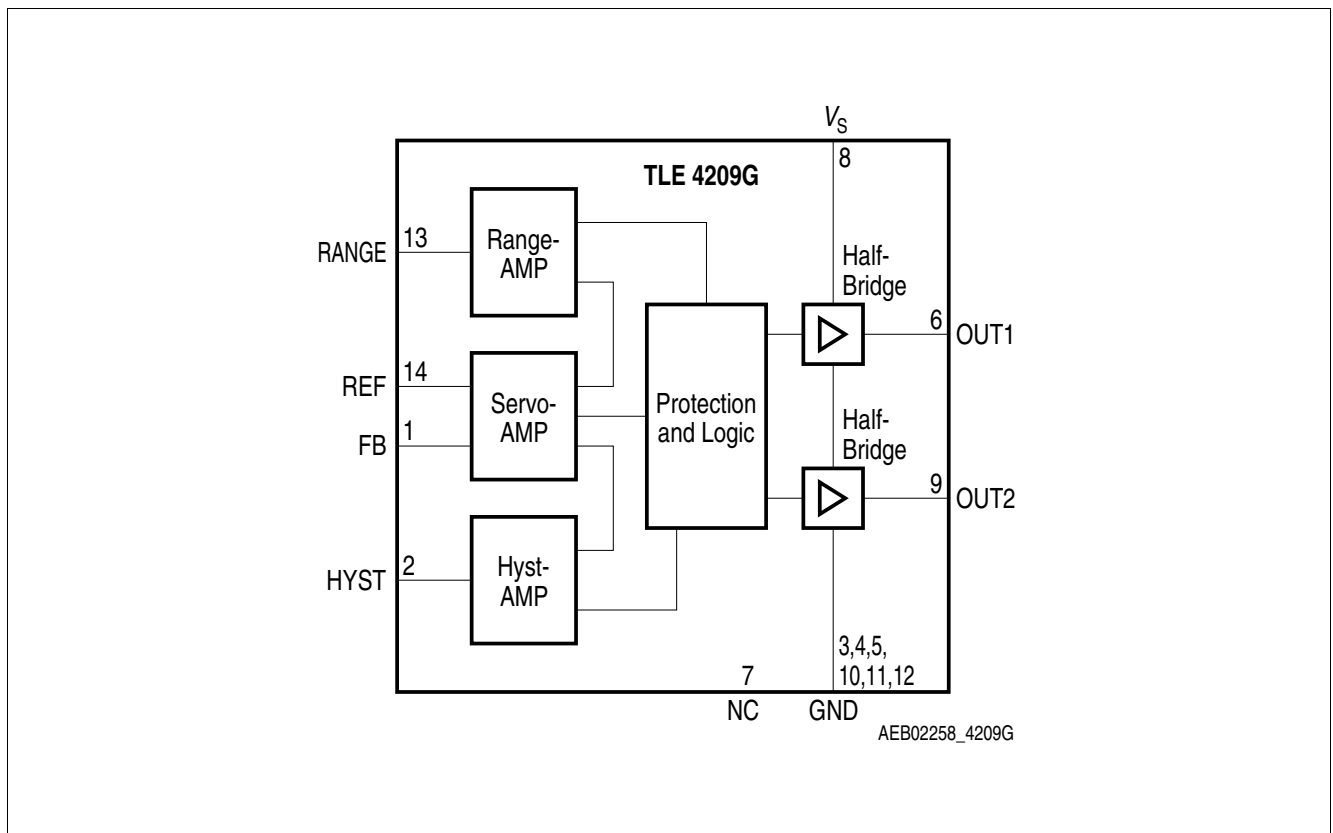 V_S
8
TLE 4209G
RANGE 13
Range-
AMP
Half-
Bridge
6 OUT1
REF 14
FB 1
Servo-
AMP
Protection
and Logic
Half-
Bridge
9 OUT2
HYST 2
Hyst-
AMP
3,4,5,
10,11,12
7
NC
GND
AEB02258_4209G